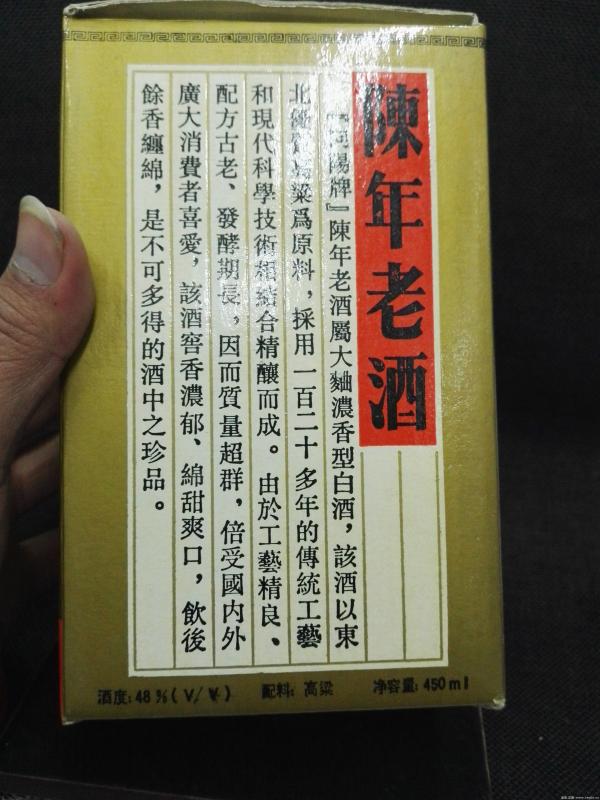 陳年老酒
陽牌』陳年老酒屬大麯濃香型白酒，該酒以東
北優質高粱爲原料，採用一百二十多年的傳統工藝
和現代科學技術相結合精釀而成。由於工藝精良、
配方古老、發酵期長，因而質量超群，倍受國内外
廣大消費者喜愛，該酒窖香濃郁、綿甜爽口，飲後
餘香纏綿，是不可多得的酒中之珍品。
酒度: 48%(V/V) 配料: 高粱 净容量: 450ml